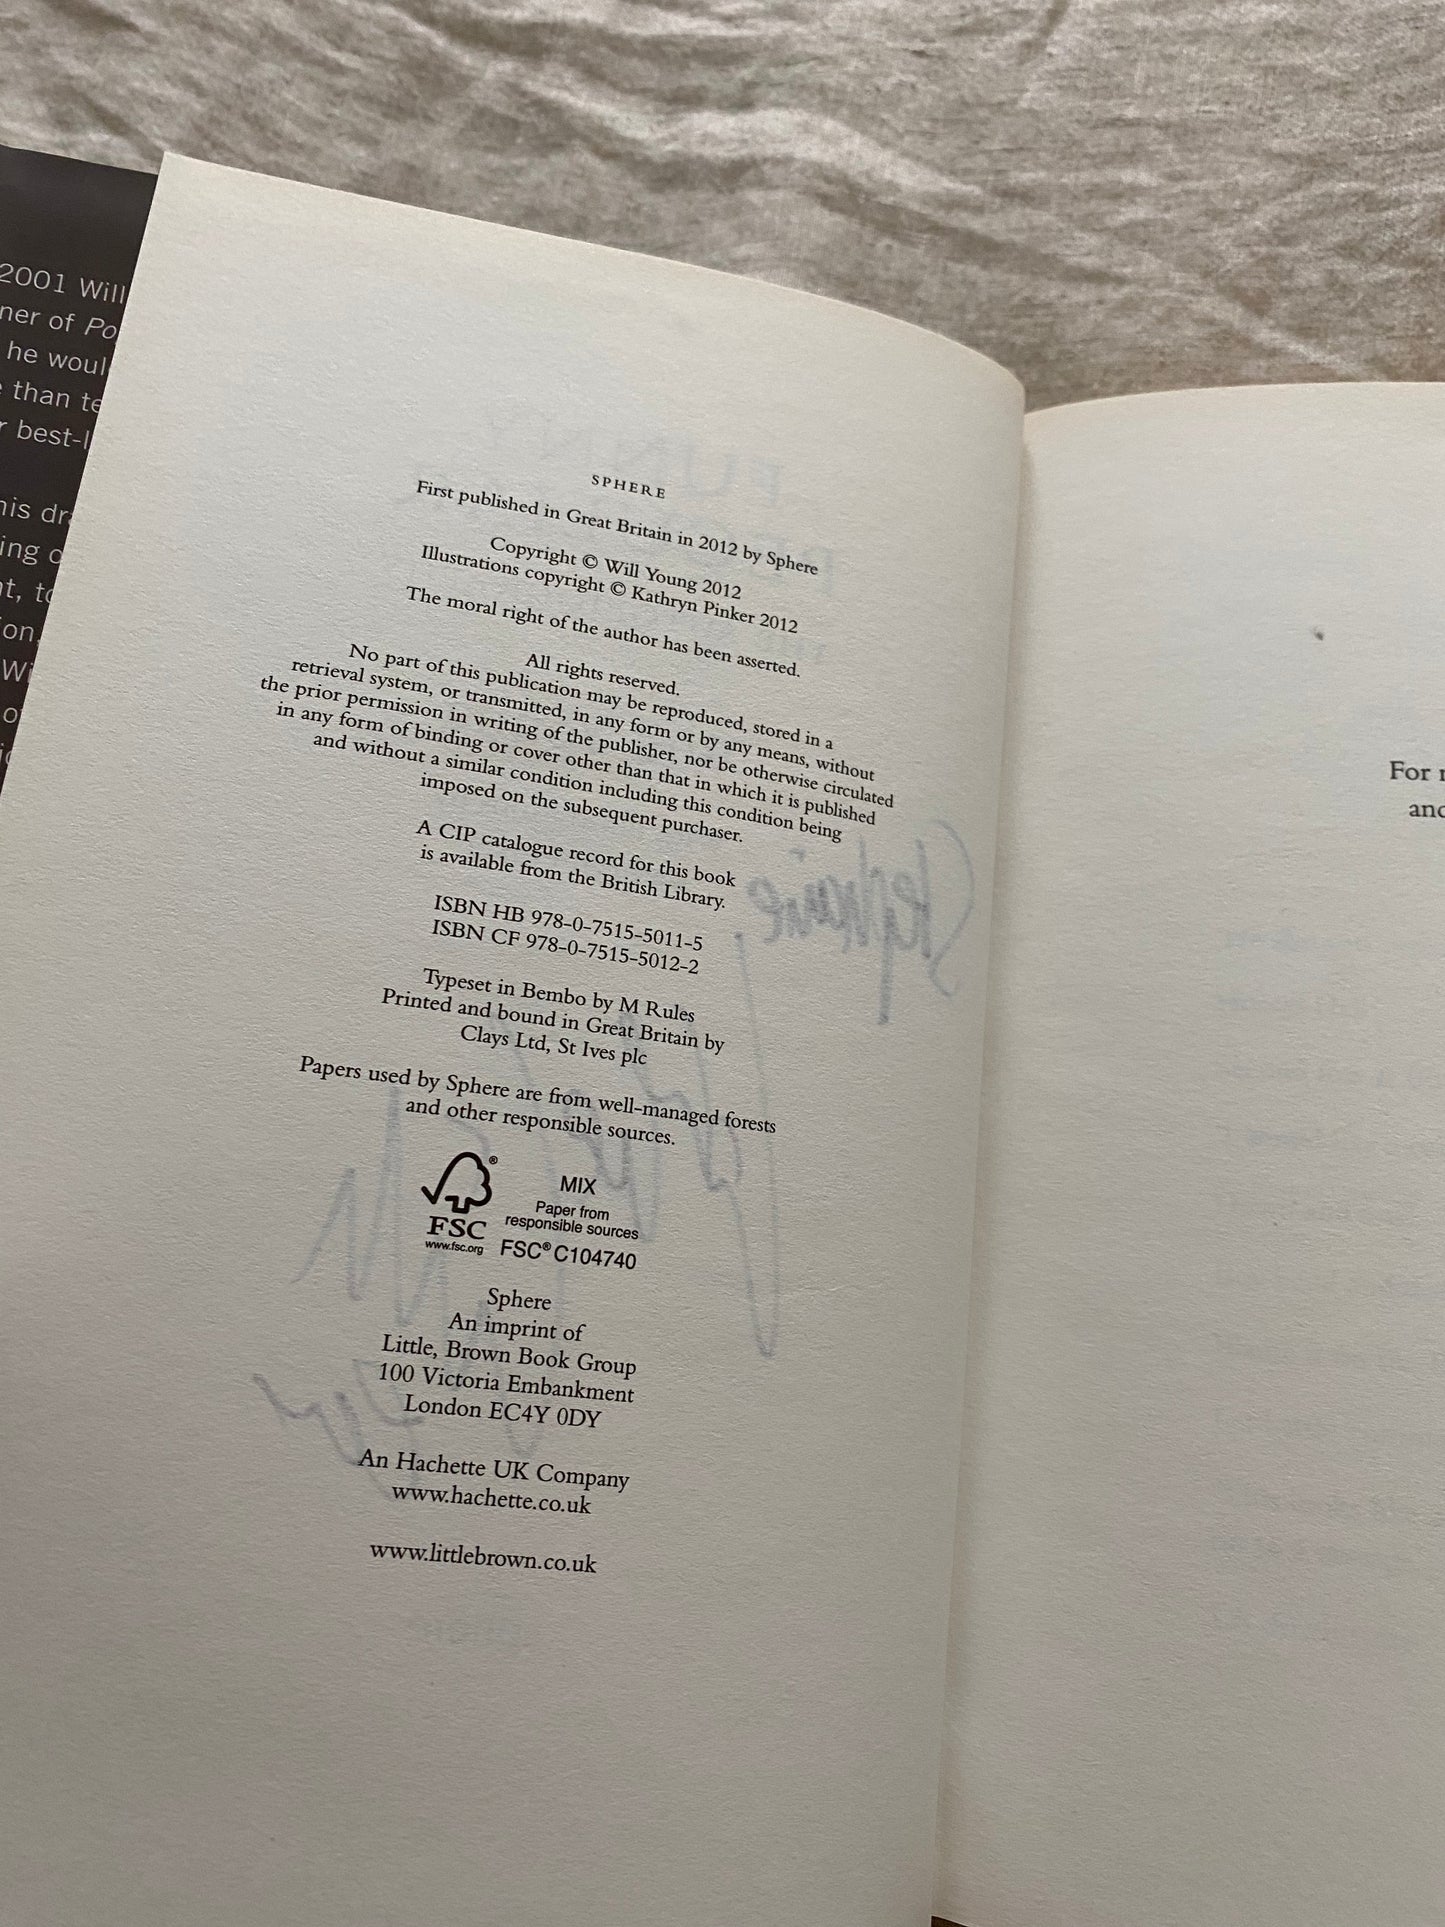 2001 Will
ner of Po
he woul
than te
best-l
his dr
ing o
on,
Wi
SPHERE
First published in Great Britain in 2012 by Sphere
Copyright © Will Young 2012
Illustrations copyright © Kathryn Pinker 2012
The moral right of the author has been asserted.
All rights reserved.
No part of this publication may be reproduced, stored in a
retrieval system, or transmitted, in any form or by any means, without
the prior permission in writing of the publisher, nor be otherwise circulated
in any form of binding or cover other than that in which it is published
and without a similar condition including this condition being
imposed on the subsequent purchaser.
A CIP catalogue record for this book
is available from the British Library.
ISBN HB 978-0-7515-5011-5
ISBN CF 978-0-7515-5012-2
Typeset in Bembo by M Rules
Printed and bound in Great Britain by
Clays Ltd, St Ives plc
Papers used by Sphere are from well-managed forests
and other responsible sources.
®
FSC
www.fsc.org
MIX
Paper from
responsible sources
FSC® C104740
Sphere
An imprint of
Little, Brown Book Group
100 Victoria Embankment
London EC4Y 0DY
An Hachette UK Company
www.hachette.co.uk
www.littlebrown.co.uk
For
and